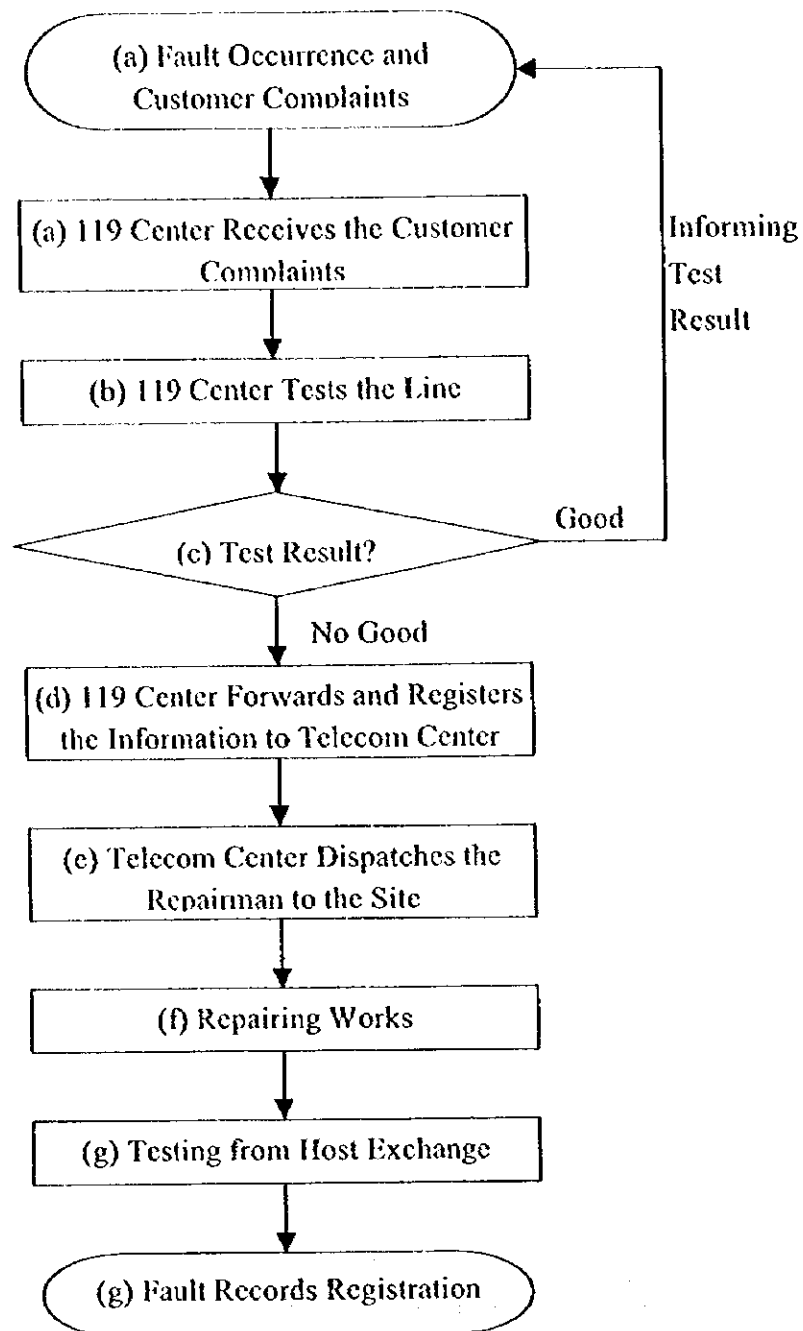 (a) Fault Occurrence and
Customer Complaints
(a) 119 Center Receives the Customer
Complaints
Informing
Test
Result
(b) 119 Center Tests the Line
(c) Test Result?
Good
No Good
(d) 119 Center Forwards and Registers
the Information to Telecom Center
(e) Telecom Center Dispatches the
Repairman to the Site
(f) Repairing Works
(g) Testing from Host Exchange
(g) Fault Records Registration